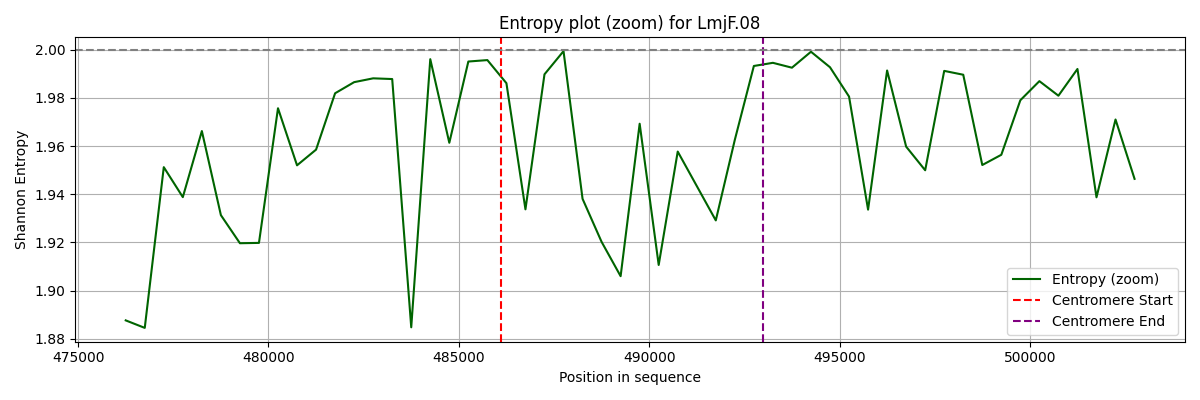 Entropy plot (zoom) for LmjF.08
Shannon Entropy
2.00
1.98
1.96
1.94
1.92
1.90
1.88
475000 480000 485000 490000 495000 500000
Position in sequence
Entropy (zoom)
Centromere Start
Centromere End